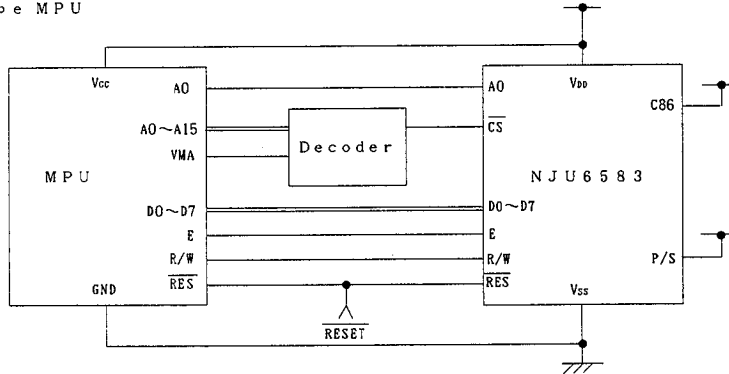 pe MPU
Vcc
A0
A0~A15
VMA
MPU
D0~D7
E
R/W
RES
GND
Decoder
RESET
VDD
A0
C86
CS
NJU6583
D0~D7
E
R/W
P/S
RES
VSS